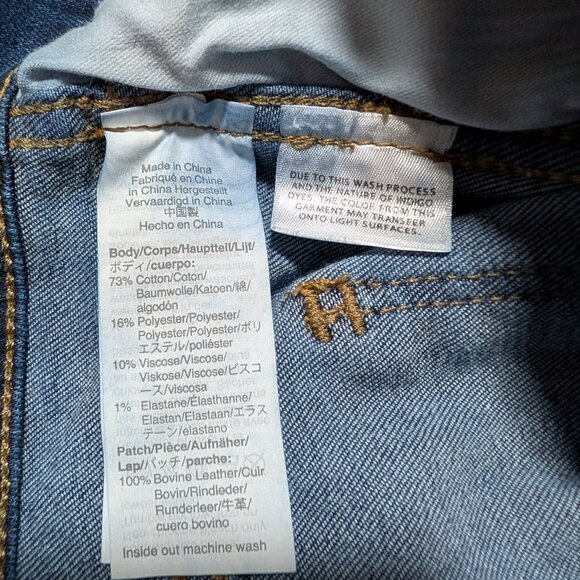 Made in China
Fabriqué en Chine
in China Hergestellt
Vervaardigd in China
中国製
Hecho en China
Body/Corps/Hauptteil/Lijf/
ボディ/cuerpo:
73% Cotton/Coton/
Baumwolle/Katoen/綿/
algodón
16% Polyester/Polyester/
Polyester/Polyester/ポリ
エステル/poliéster
10% Viscose/Viscose/
Viskose/Viscose/ビスコ
ース/viscosa
1% Elastane/Élasthanne/
Elastan/Elastaan/エラス
テーン/elastano
Patch/Pièce/Aufnäher/
Lap/パッチ/parche:
100% Bovine Leather/Cuir
Bovin/Rindleder/
Runderleer/牛革/
cuero bovino
Inside out machine wash
DUE TO THIS WASH PROCESS
AND THE NATURE OF INDIGO
DYES, THE COLOR FROM THIS
GARMENT MAY TRANSFER
ONTO LIGHT SURFACES.
H